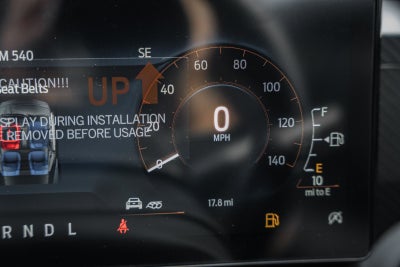 M 540
SE
CAUTION!!!
eat Belts
UP
SPLAY DURING INSTALLATION
REMOVED BEFORE USAGE
0
20
40
60
80
100
120
140
0
MPH
F
E
10
mi to E
17.8 mi
R N D L